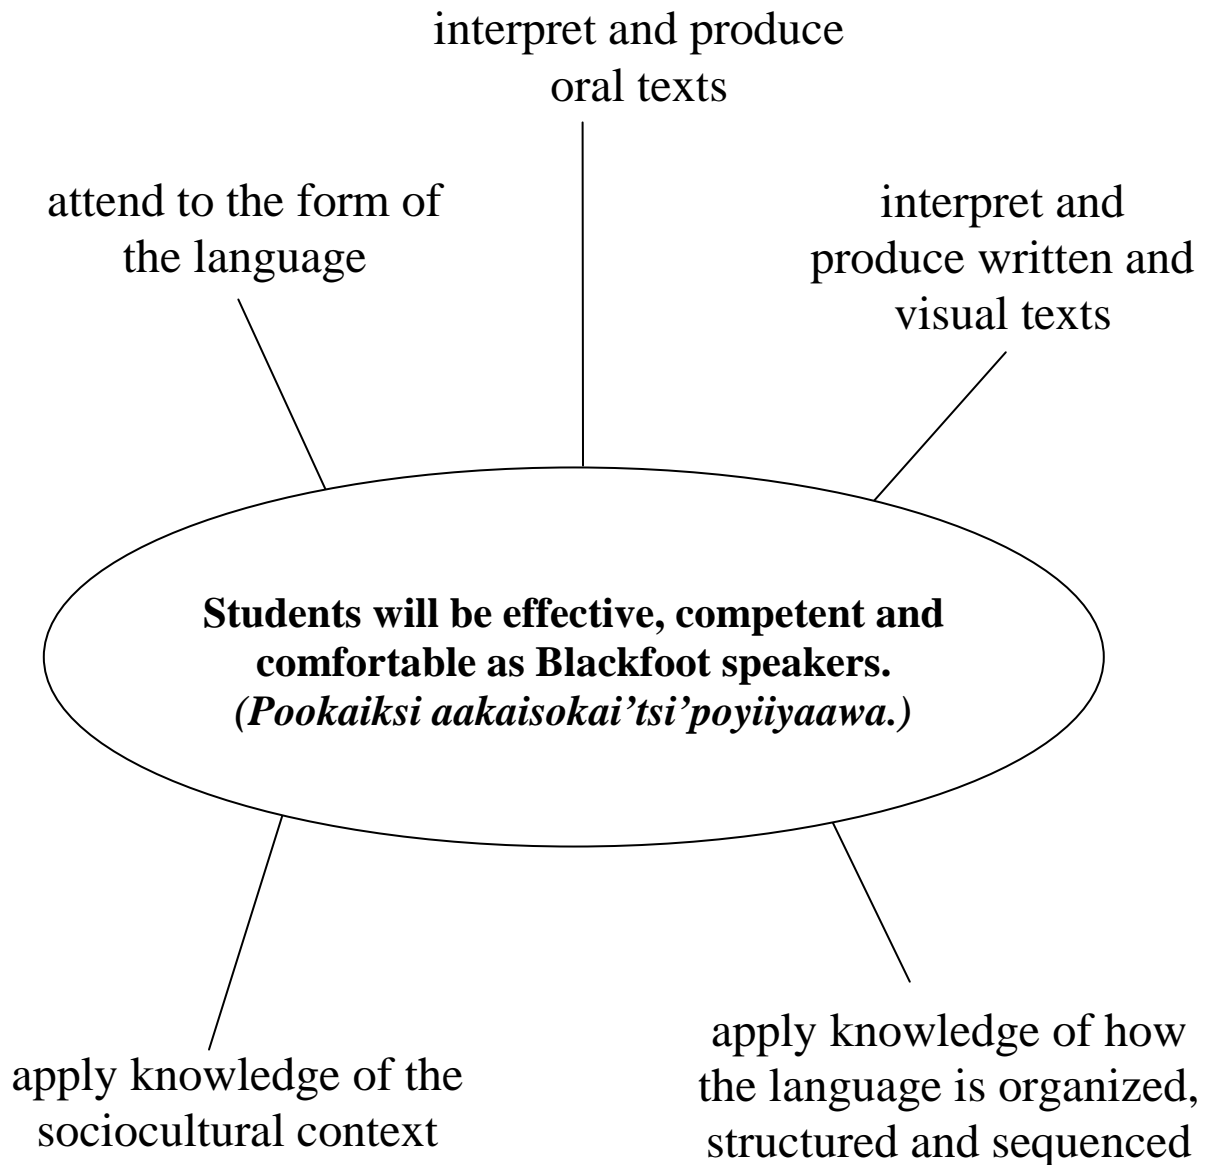 interpret and produce
oral texts
attend to the form of
the language
interpret and
produce written and
visual texts
Students will be effective, competent and
comfortable as Blackfoot speakers.
(Pookaiksi aakaisokai’tsi’poyiiyaawa.)
apply knowledge of the
sociocultural context
apply knowledge of how
the language is organized,
structured and sequenced